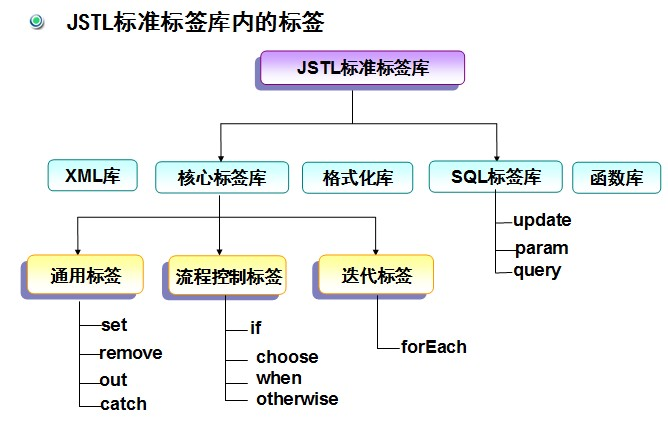 JSTL标准标签库内的标签
JSTL标准标签库
XML库
核心标签库
格式化库
SQL标签库
函数库
update
param
query
通用标签
流程控制标签
迭代标签
set
remove
out
catch
if
choose
when
otherwise
forEach